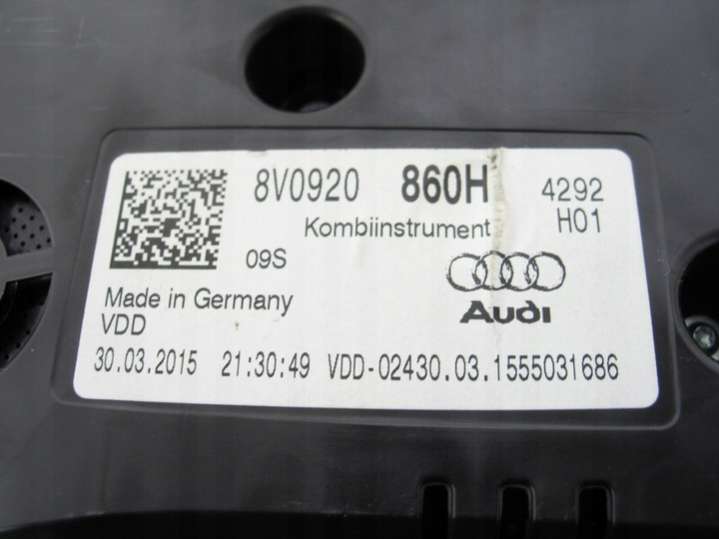 8V0920 860H 4292
Kombiinstrument H01
09S
Made in Germany
VDD
Audi
30.03.2015 21:30:49 VDD-02430.03.1555031686